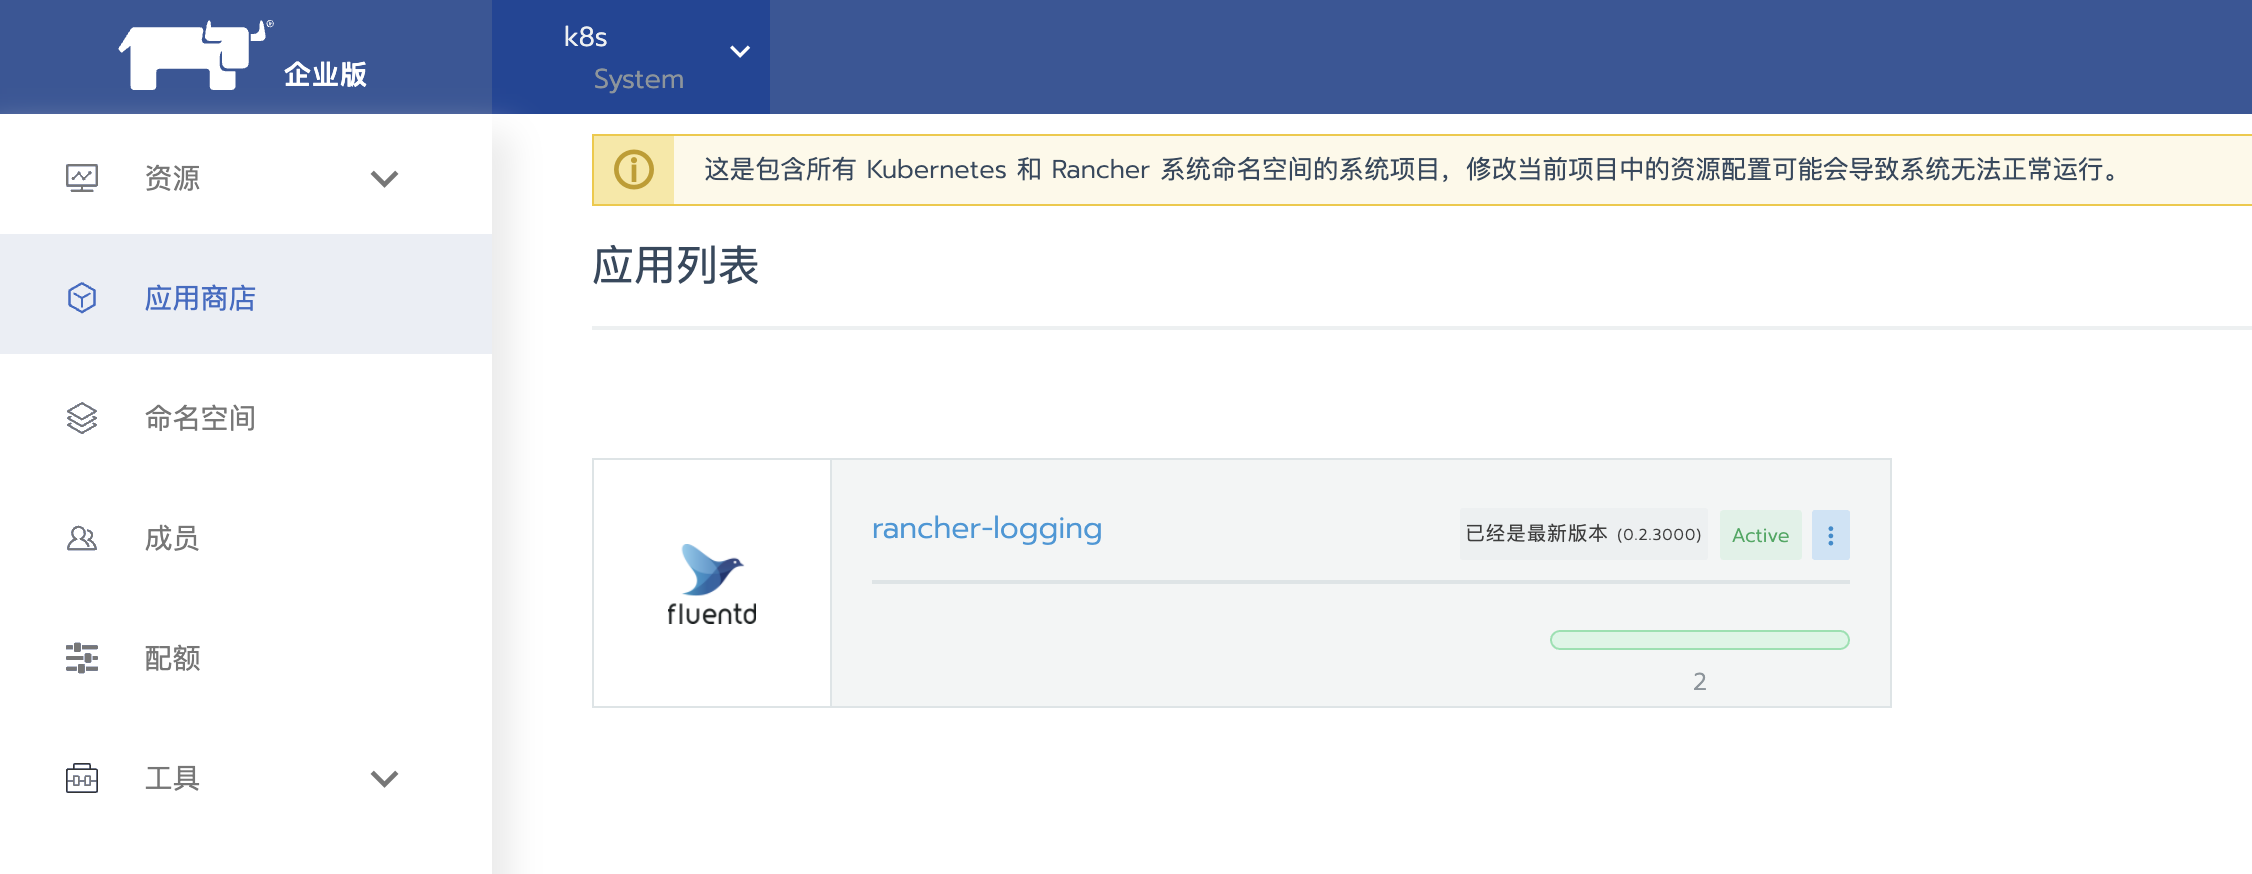 企业版
k8s
System
资源
应用商店
命名空间
成员
配额
工具
这是包含所有 Kubernetes 和 Rancher 系统命名空间的系统项目，修改当前项目中的资源配置可能会导致系统无法正常运行。
应用列表
fluentd
rancher-logging
已经是最新版本 (0.2.3000)
Active
2